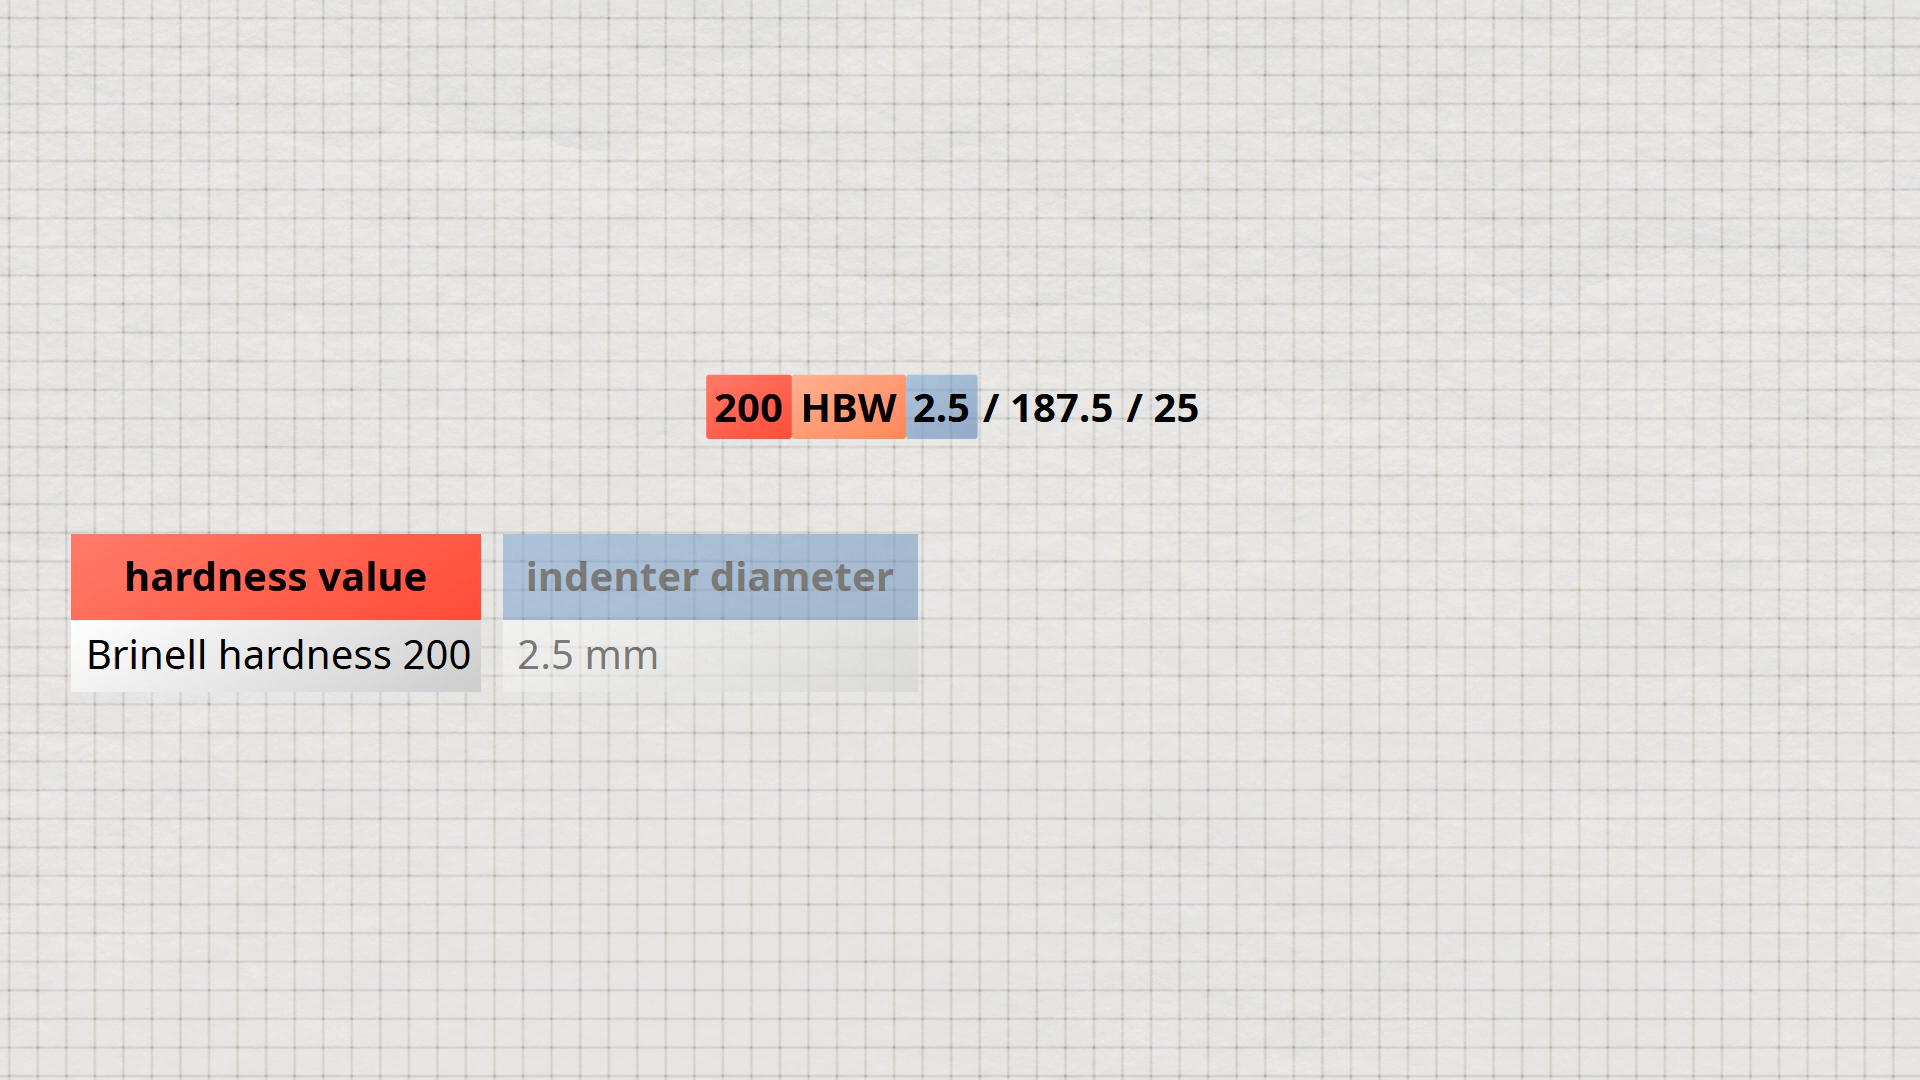 200 HBW 2.5 / 187.5 / 25
hardness value
Brinell hardness 200
indenter diameter
2.5 mm